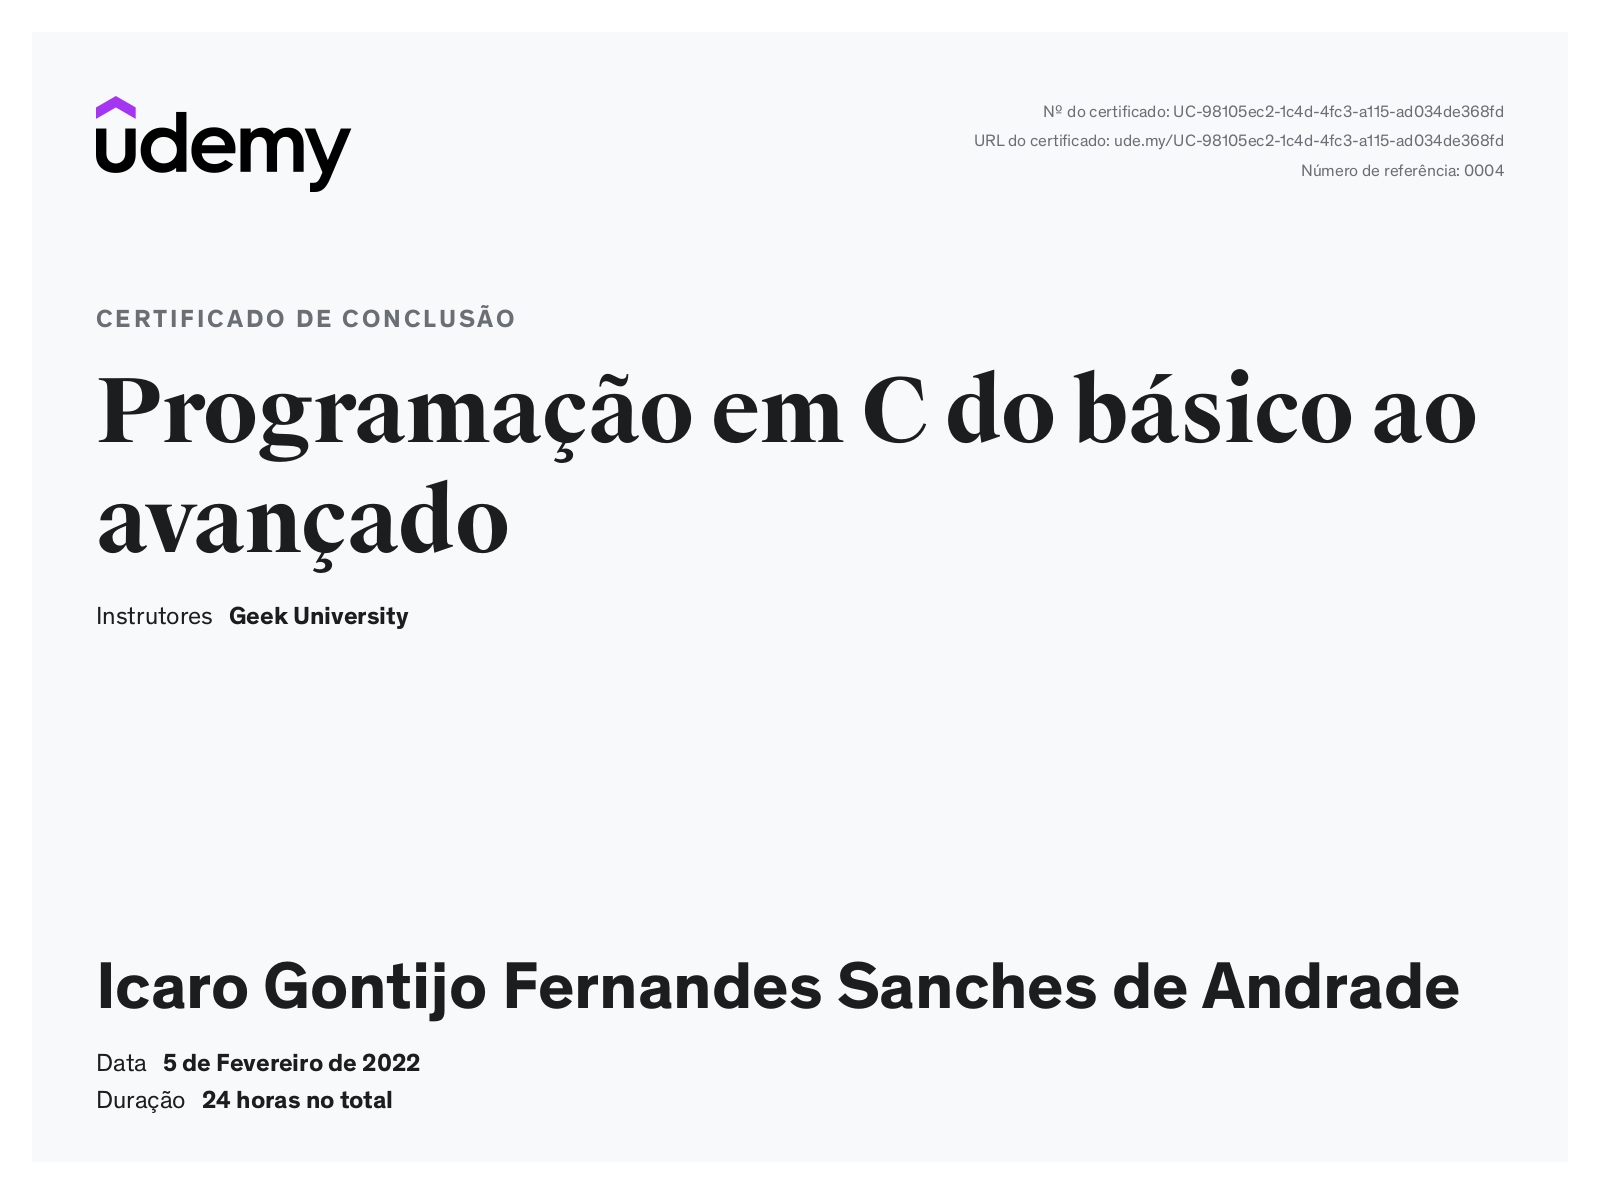 udemy
Nº do certificado: UC-98105ec2-1c4d-4fc3-a115-ad034de368fd
URL do certificado: ude.my/UC-98105ec2-1c4d-4fc3-a115-ad034de368fd
Número de referência: 0004
CERTIFICADO DE CONCLUSÃO
Programação em C do básico ao
avançado
Instrutores Geek University
Icaro Gontijo Fernandes Sanches de Andrade
Data 5 de Fevereiro de 2022
Duração 24 horas no total